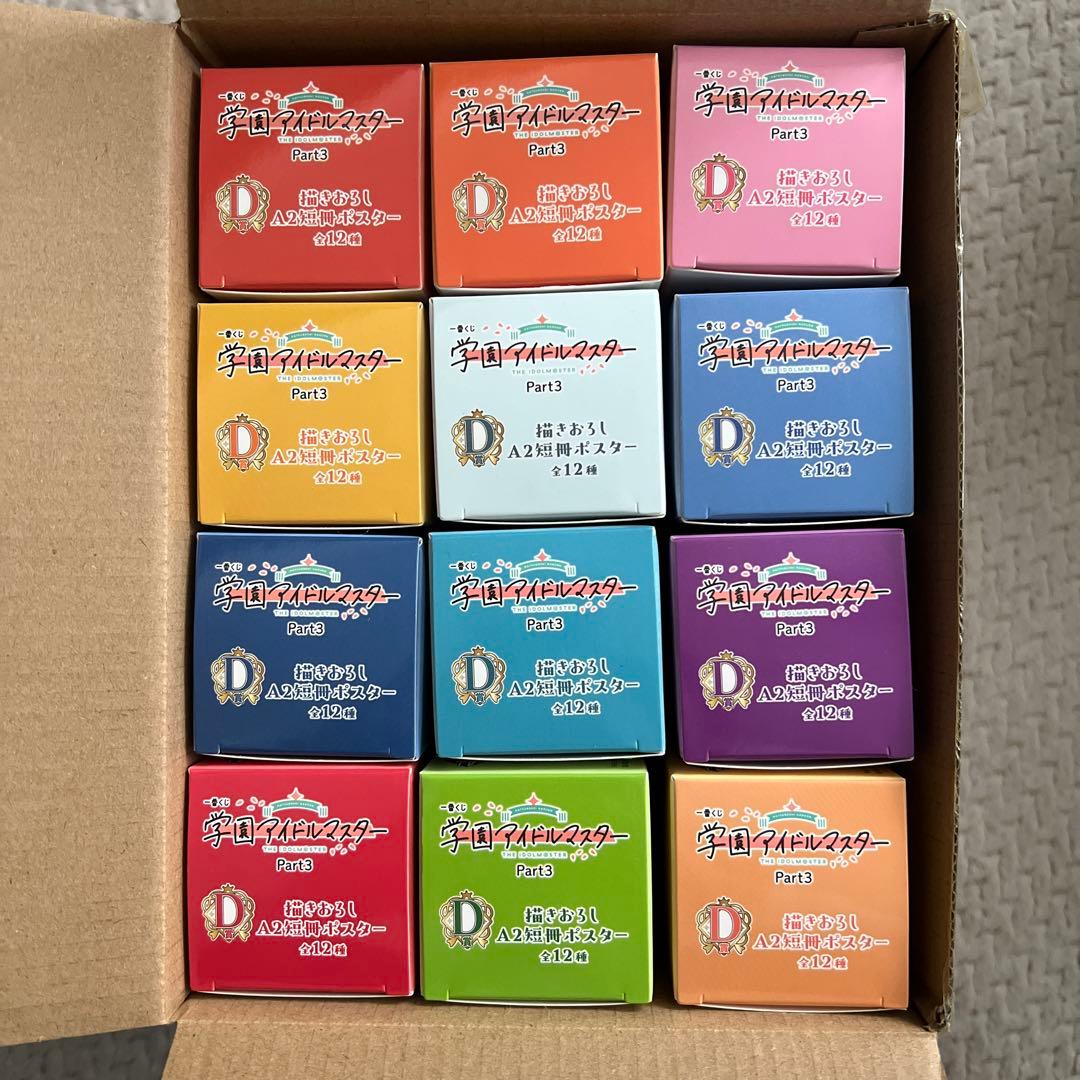 一番くじ
学園アイドルマスター
THE IDOLM@STER
Part3
D賞
描きおろし
A2短冊ポスター
全12種
一番くじ
学園アイドルマスター
THE IDOLM@STER
Part3
D賞
描きおろし
A2短冊ポスター
全12種
一番くじ
学園アイドルマスター
THE IDOLM@STER
Part3
D賞
描きおろし
A2短冊ポスター
全12種
一番くじ
学園アイドルマスター
THE IDOLM@STER
Part3
D賞
描きおろし
A2短冊ポスター
全12種
一番くじ
学園アイドルマスター
THE IDOLM@STER
Part3
D賞
描きおろし
A2短冊ポスター
全12種
一番くじ
学園アイドルマスター
THE IDOLM@STER
Part3
D賞
描きおろし
A2短冊ポスター
全12種
一番くじ
学園アイドルマスター
THE IDOLM@STER
Part3
D賞
描きおろし
A2短冊ポスター
全12種
一番くじ
学園アイドルマスター
THE IDOLM@STER
Part3
D賞
描きおろし
A2短冊ポスター
全12種
一番くじ
学園アイドルマスター
THE IDOLM@STER
Part3
D賞
描きおろし
A2短冊ポスター
全12種
一番くじ
学園アイドルマスター
THE IDOLM@STER
Part3
D賞
描きおろし
A2短冊ポスター
全12種
一番くじ
学園アイドルマスター
THE IDOLM@STER
Part3
D賞
描きおろし
A2短冊ポスター
全12種
一番くじ
学園アイドルマスター
THE IDOLM@STER
Part3
D賞
描きおろし
A2短冊ポスター
全12種